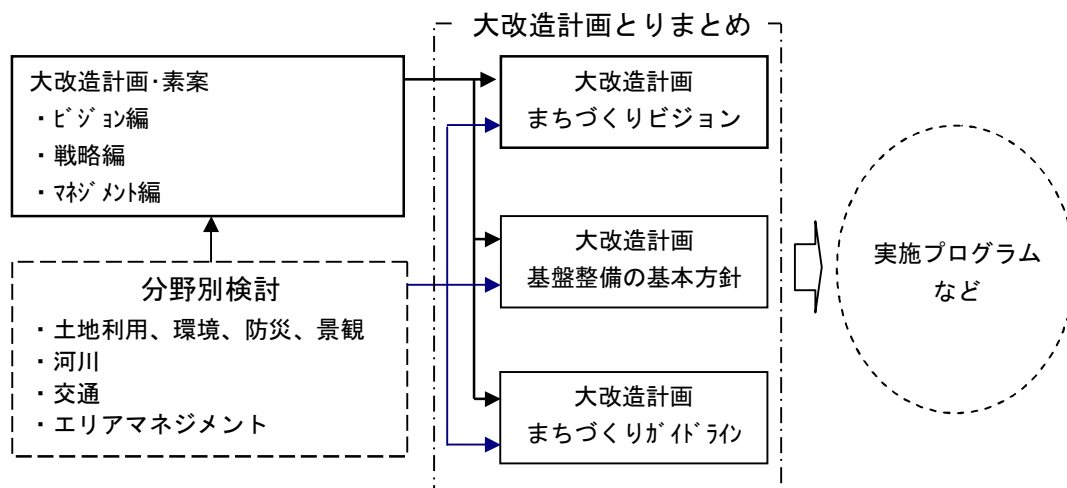 大改造計画とりまとめ
大改造計画・素案
・ﾋﾞｼﾞｮﾝ編
・戦略編
・ﾏﾈｼﾞﾒﾝﾄ編
分野別検討
・土地利用、環境、防災、景観
・河川
・交通
・エリアマネジメント
大改造計画
まちづくりビジョン
大改造計画
基盤整備の基本方針
大改造計画
まちづくりｶﾞｲﾄﾞﾗｲﾝ
実施プログラム
など